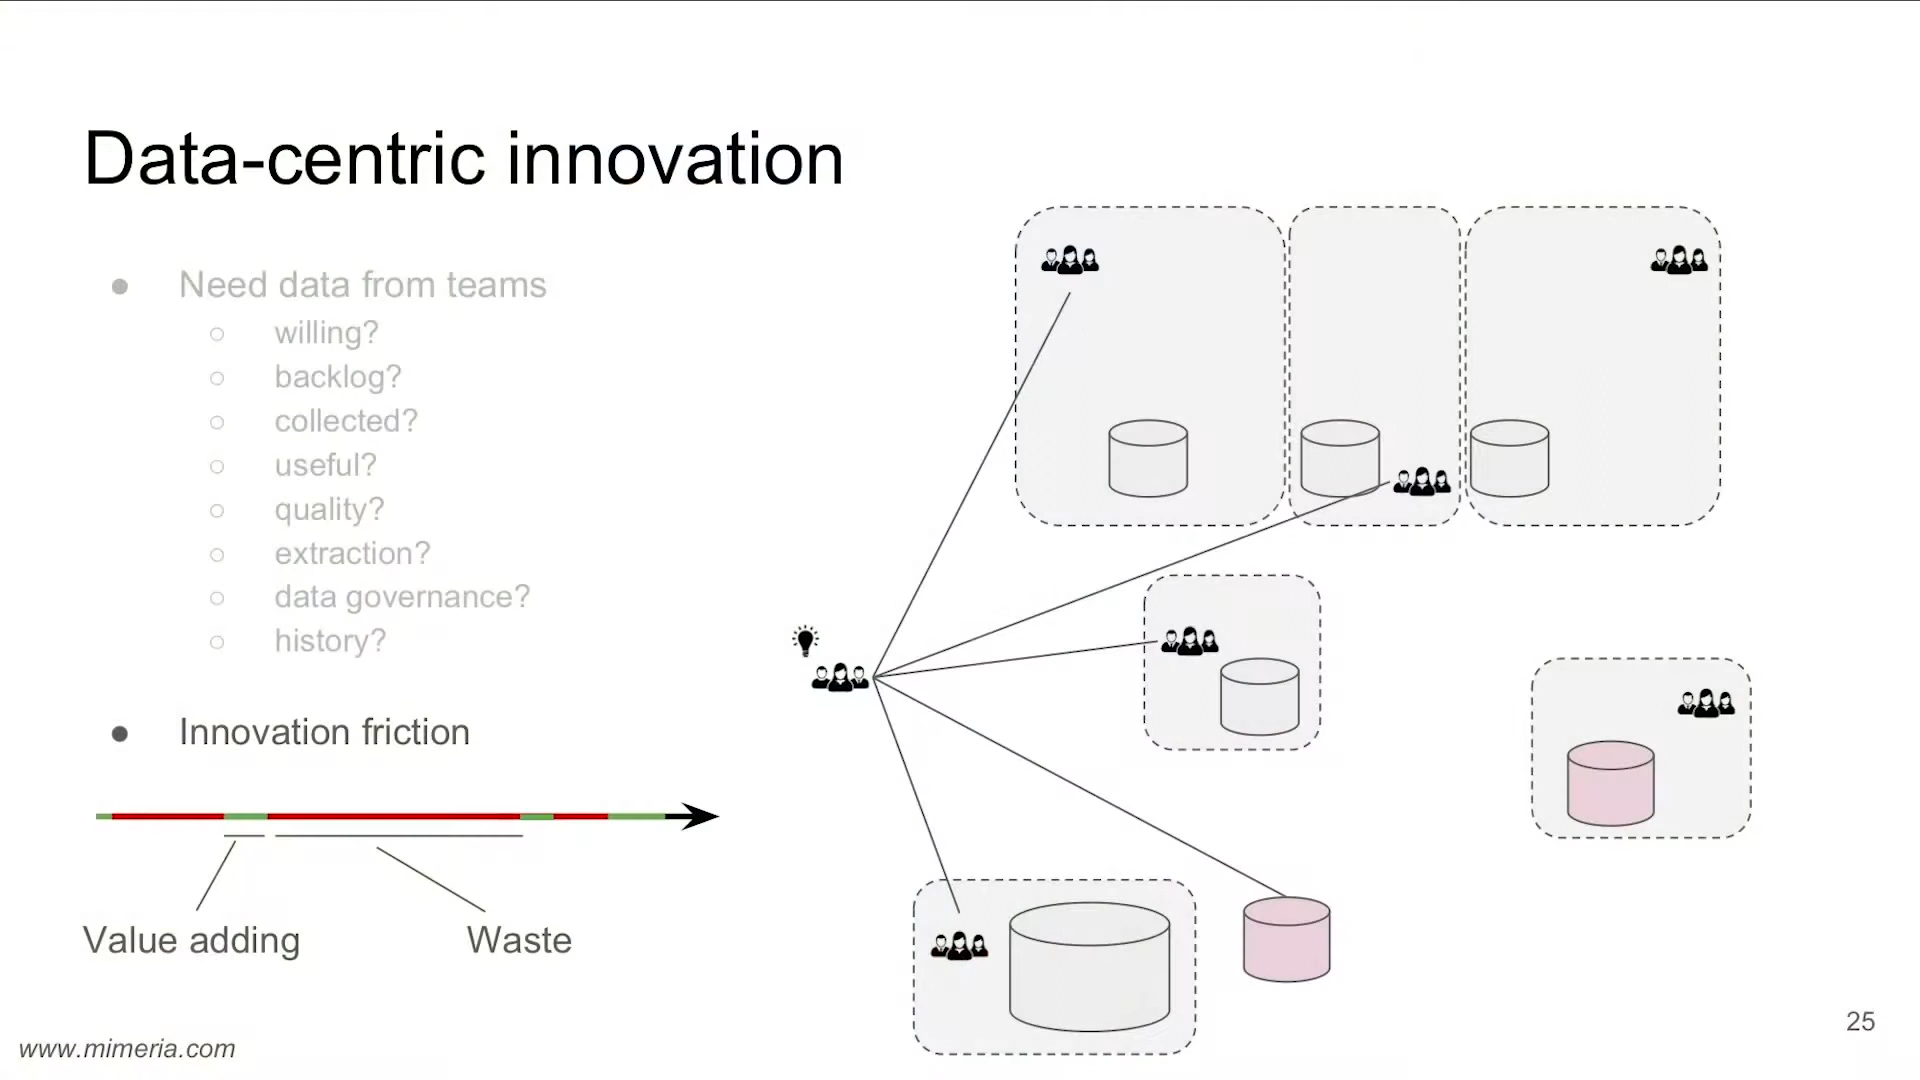 Data-centric innovation
Need data from teams
willing?
backlog?
collected?
useful?
quality?
extraction?
data governance?
history?
Innovation friction
Value adding
Waste
www.mimeria.com
25